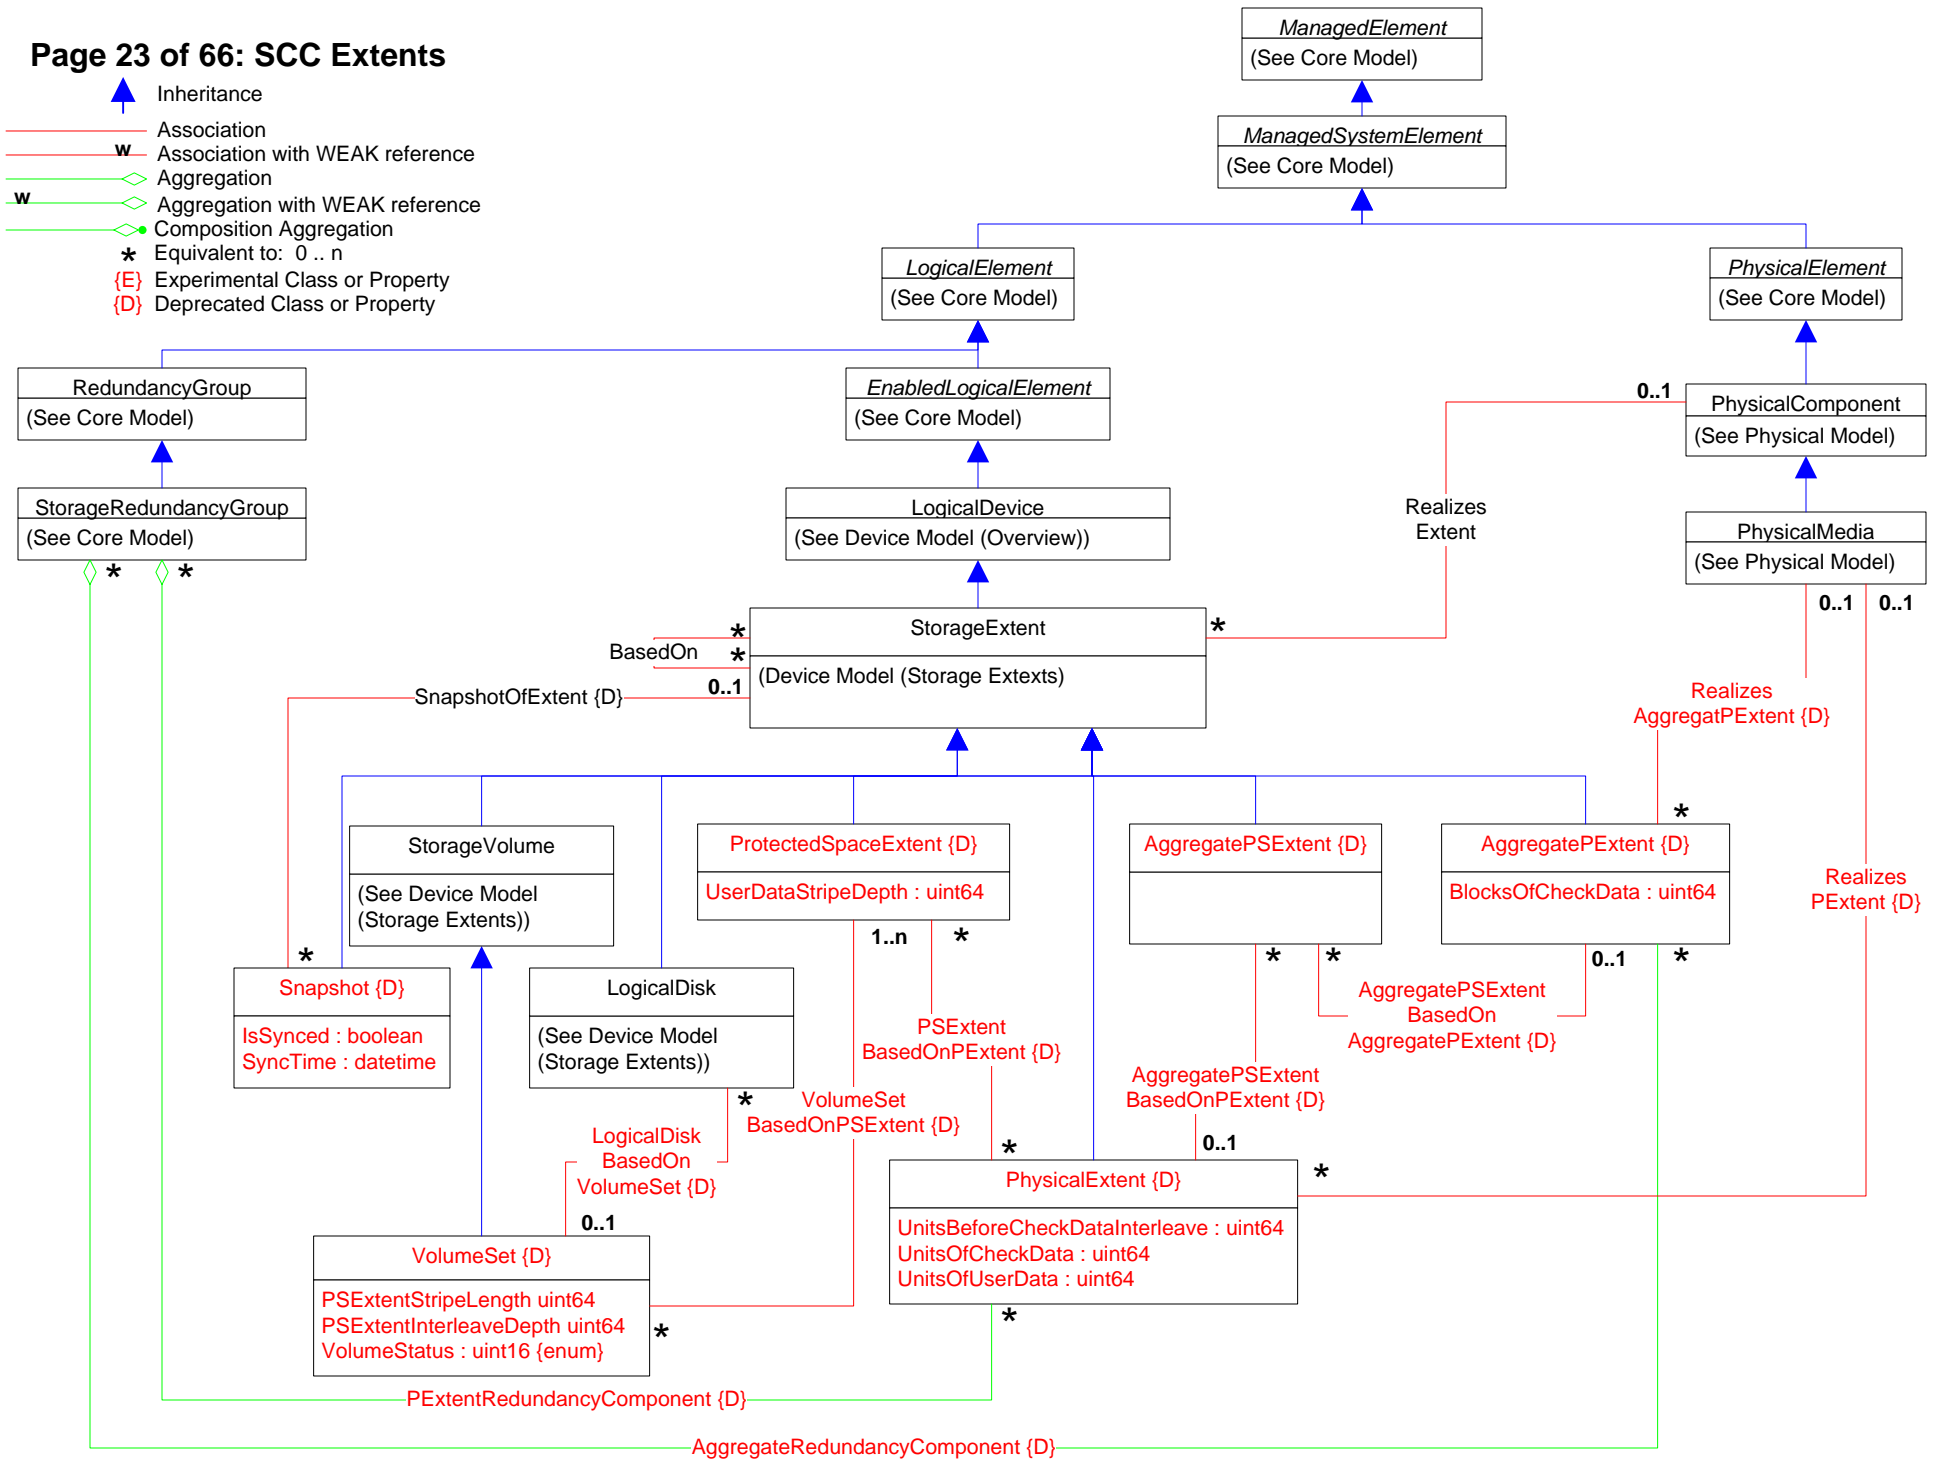 Page 23 of 66: SCC Extents
Inheritance
Association
w
Association with WEAK reference
Aggregation
w
Aggregation with WEAK reference
Composition Aggregation
* Equivalent to: 0 .. n
{E} Experimental Class or Property
{D} Deprecated Class or Property
ManagedElement
(See Core Model)
ManagedSystemElement
(See Core Model)
LogicalElement
(See Core Model)
PhysicalElement
(See Core Model)
RedundancyGroup
(See Core Model)
EnabledLogicalElement
(See Core Model)
0..1
PhysicalComponent
(See Physical Model)
StorageRedundancyGroup
(See Core Model)
* *
LogicalDevice
(See Device Model (Overview))
Realizes
Extent
PhysicalMedia
(See Physical Model)
0..1 0..1
StorageExtent
(Device Model (Storage Extexts)
*
BasedOn
*
*
0..1
SnapshotOfExtent {D}
Realizes
AggregatPExtent {D}
*
StorageVolume
(See Device Model
(Storage Extents))
ProtectedSpaceExtent {D}
UserDataStripeDepth : uint64
1..n *
AggregatePSExtent {D}
* *
AggregatePExtent {D}
BlocksOfCheckData : uint64
0..1 *
Realizes
PExtent {D}
*
Snapshot {D}
IsSynced : boolean
SyncTime : datetime
LogicalDisk
(See Device Model
(Storage Extents))
*
PSExtent
BasedOnPExtent {D}
*
AggregatePSExtent
BasedOn
AggregatePExtent {D}
AggregatePSExtent
BasedOnPExtent {D}
0..1
VolumeSet
BasedOnPSExtent {D}
LogicalDisk
BasedOn
VolumeSet {D}
0..1
PhysicalExtent {D}
UnitsBeforeCheckDataInterleave : uint64
UnitsOfCheckData : uint64
UnitsOfUserData : uint64
*
*
VolumeSet {D}
PSExtentStripeLength uint64
PSExtentInterleaveDepth uint64
VolumeStatus : uint16 {enum}
*
PExtentRedundancyComponent {D}
AggregateRedundancyComponent {D}